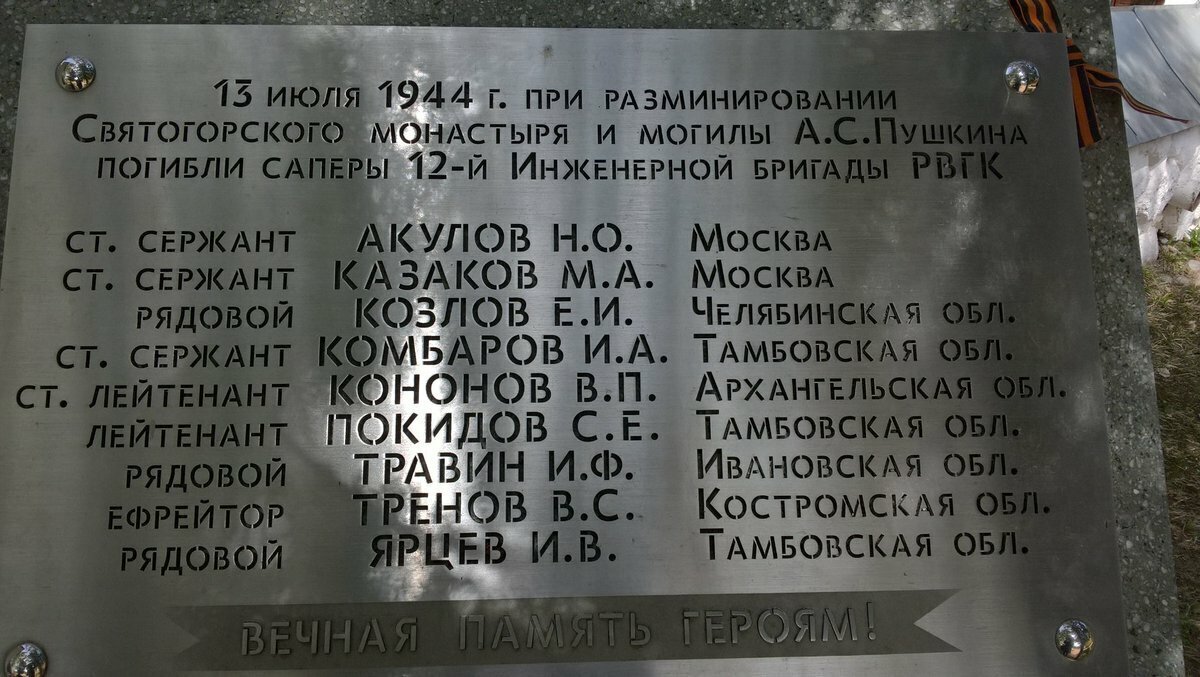 13 июля 1944 г. при разминировании
Святогорского монастыря и могилы А.С.Пушкина
погибли саперы 12-й Инженерной бригады РВГК
ст. сержант АКУЛОВ Н.О. Москва
ст. сержант КАЗАКОВ М.А. Москва
рядовой КОЗЛОВ Е.И. Челябинская обл.
ст. сержант КОМБАРОВ И.А. Тамбовская обл.
ст. лейтенант КОНОНОВ В.П. Архангельская обл.
лейтенант ПОКИДОВ С.Е. Тамбовская обл.
рядовой ТРАВИН И.Ф. Ивановская обл.
ефрейтор ТРЕНОВ В.С. Костромская обл.
рядовой ЯРЦЕВ И.В. Тамбовская обл.
ВЕЧНАЯ ПАМЯТЬ ГЕРОЯМ!